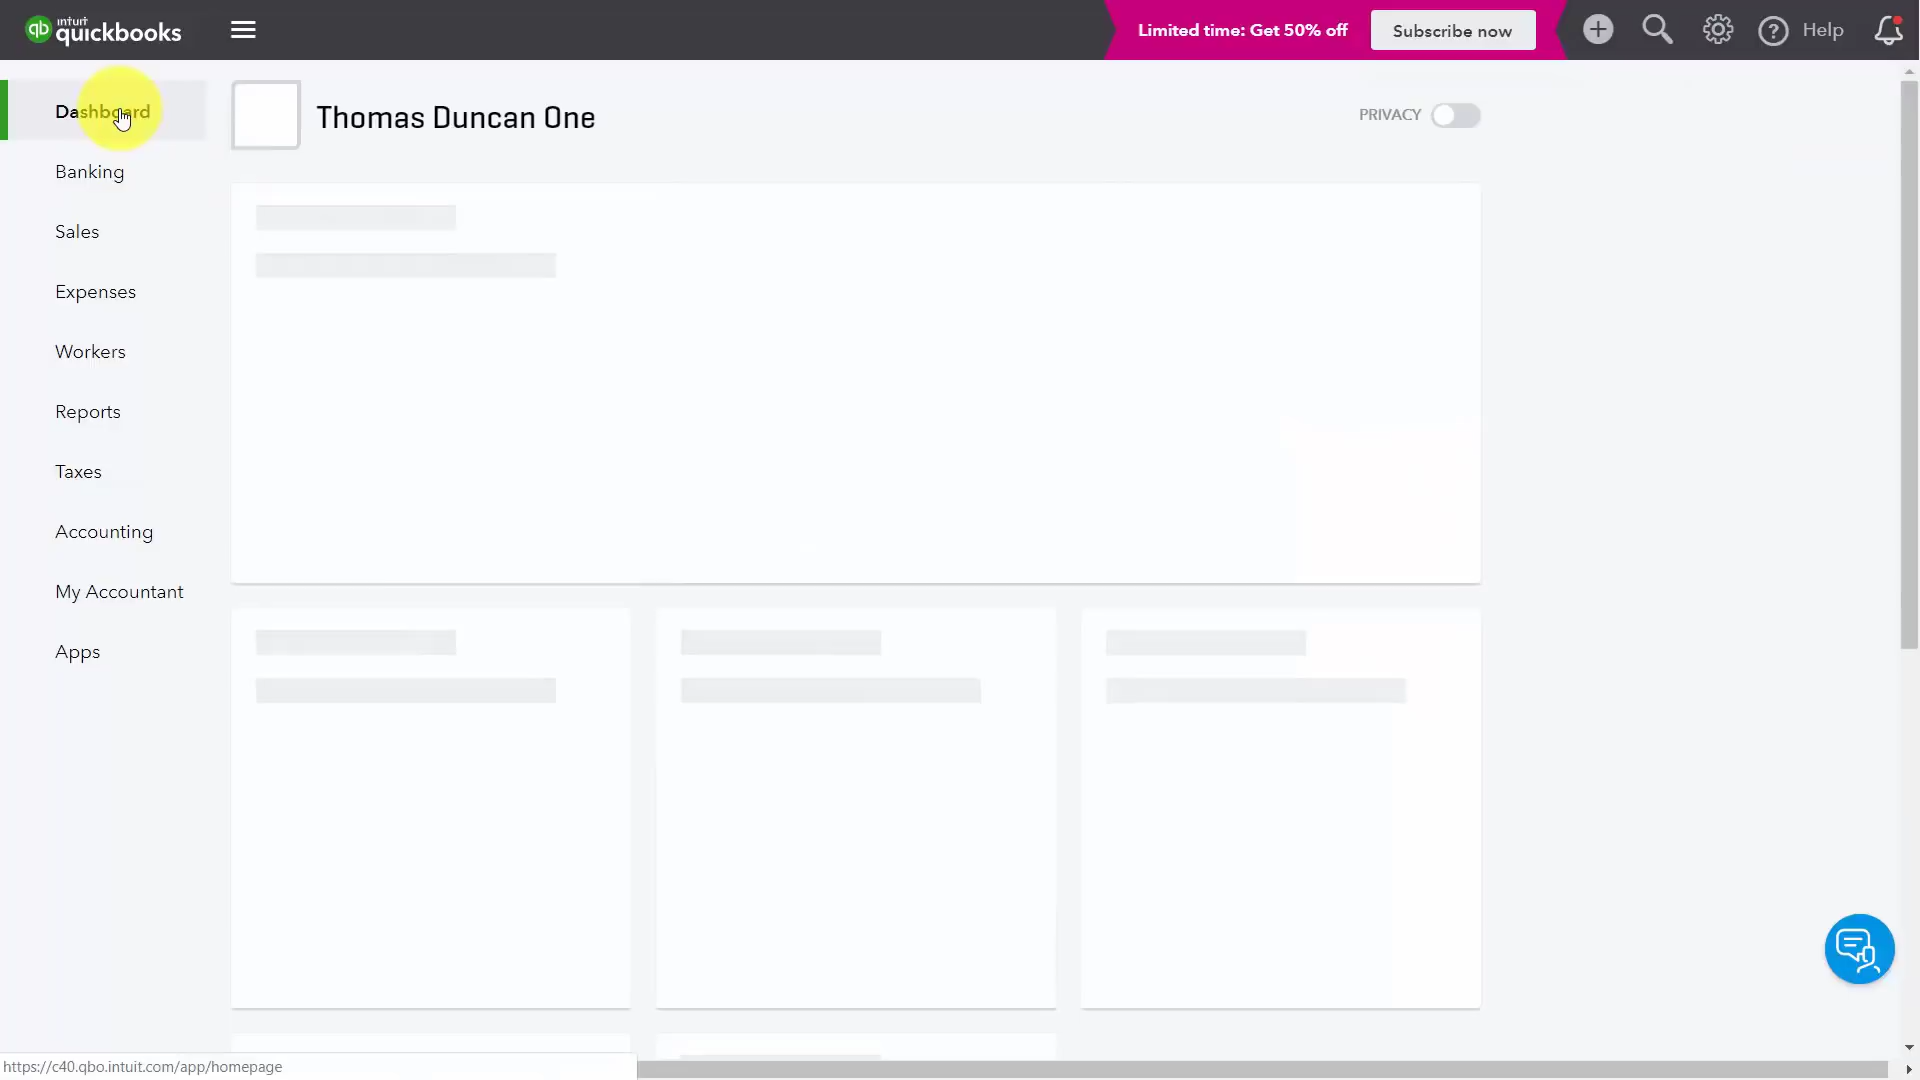 intuit
qb quickbooks
Limited time: Get 50% off
Subscribe now
Help
Dashboard
Thomas Duncan One
PRIVACY
Banking
Sales
Expenses
Workers
Reports
Taxes
Accounting
My Accountant
Apps
https://c40.qbo.intuit.com/app/homepage